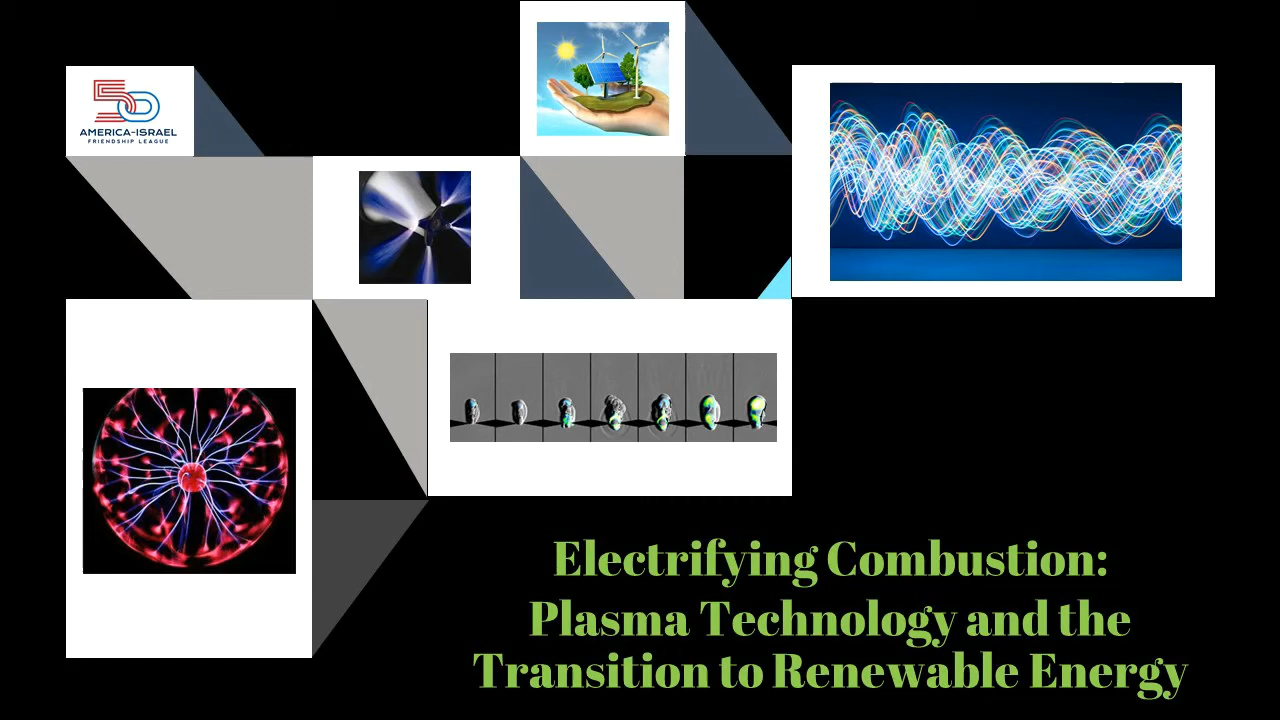 50
AMERICA-ISRAEL
FRIENDSHIP LEAGUE
Electrifying Combustion:
Plasma Technology and the
Transition to Renewable Energy